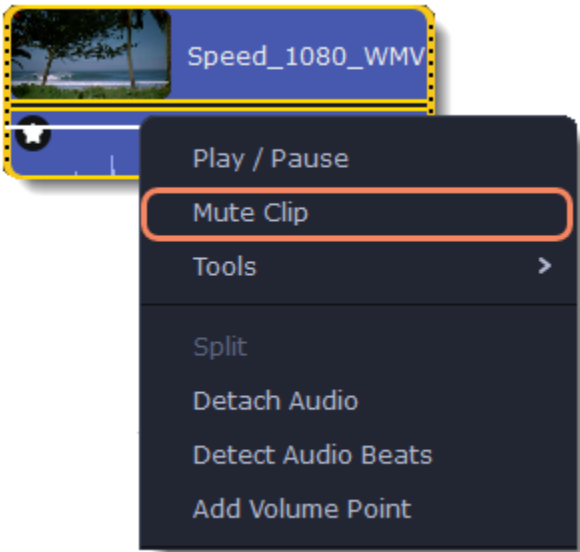 Speed_1080_WMV
Play / Pause
Mute Clip
Tools
Split
Detach Audio
Detect Audio Beats
Add Volume Point